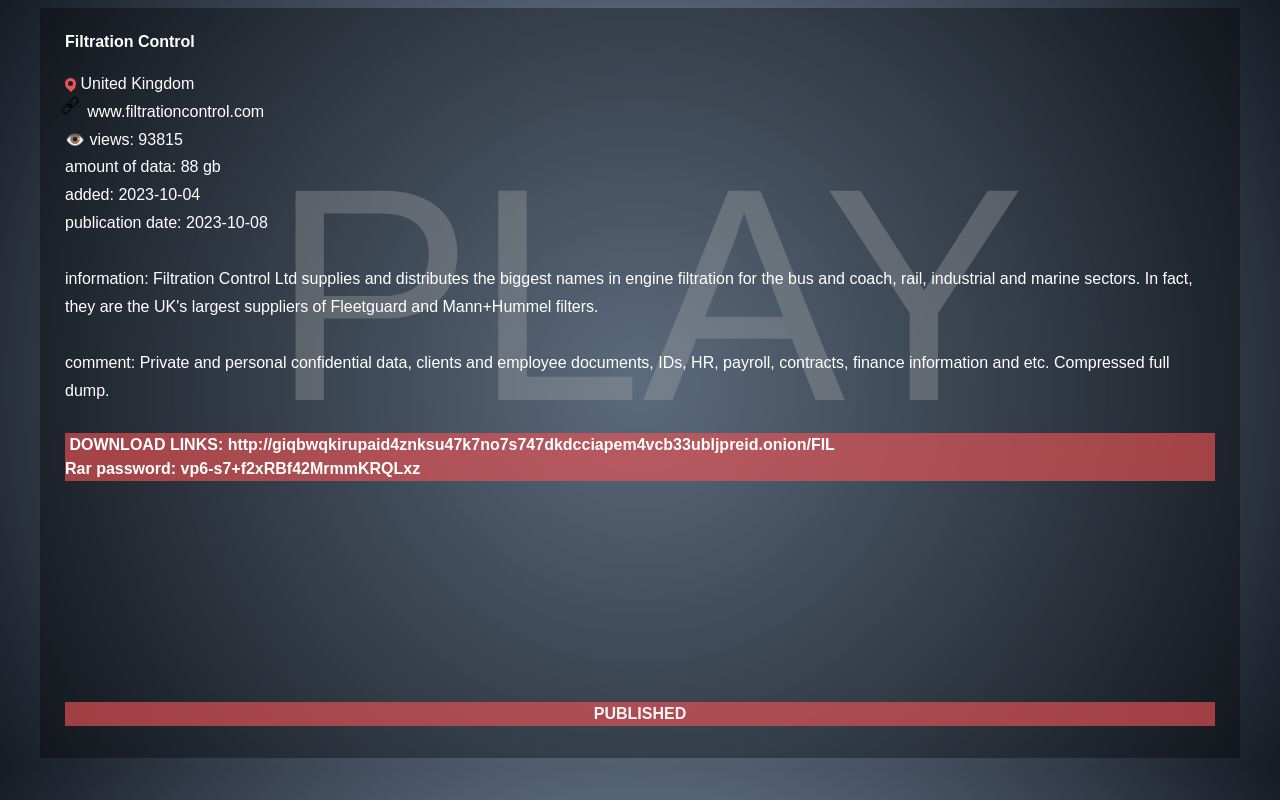 Filtration Control
United Kingdom
www.filtrationcontrol.com
views: 93815
amount of data: 88 gb
added: 2023-10-04
publication date: 2023-10-08
PLAY
information: Filtration Control Ltd supplies and distributes the biggest names in engine filtration for the bus and coach, rail, industrial and marine sectors. In fact,
they are the UK's largest suppliers of Fleetguard and Mann+Hummel filters.
comment: Private and personal confidential data, clients and employee documents, IDs, HR, payroll, contracts, finance information and etc. Compressed full
dump.
DOWNLOAD LINKS: http://giqbwqkirupaid4znksu47k7no7s747dkdcciapem4vcb33ubljpreid.onion/FIL
Rar password: vp6-s7+f2xRBf42MrmmKRQLxz
PUBLISHED